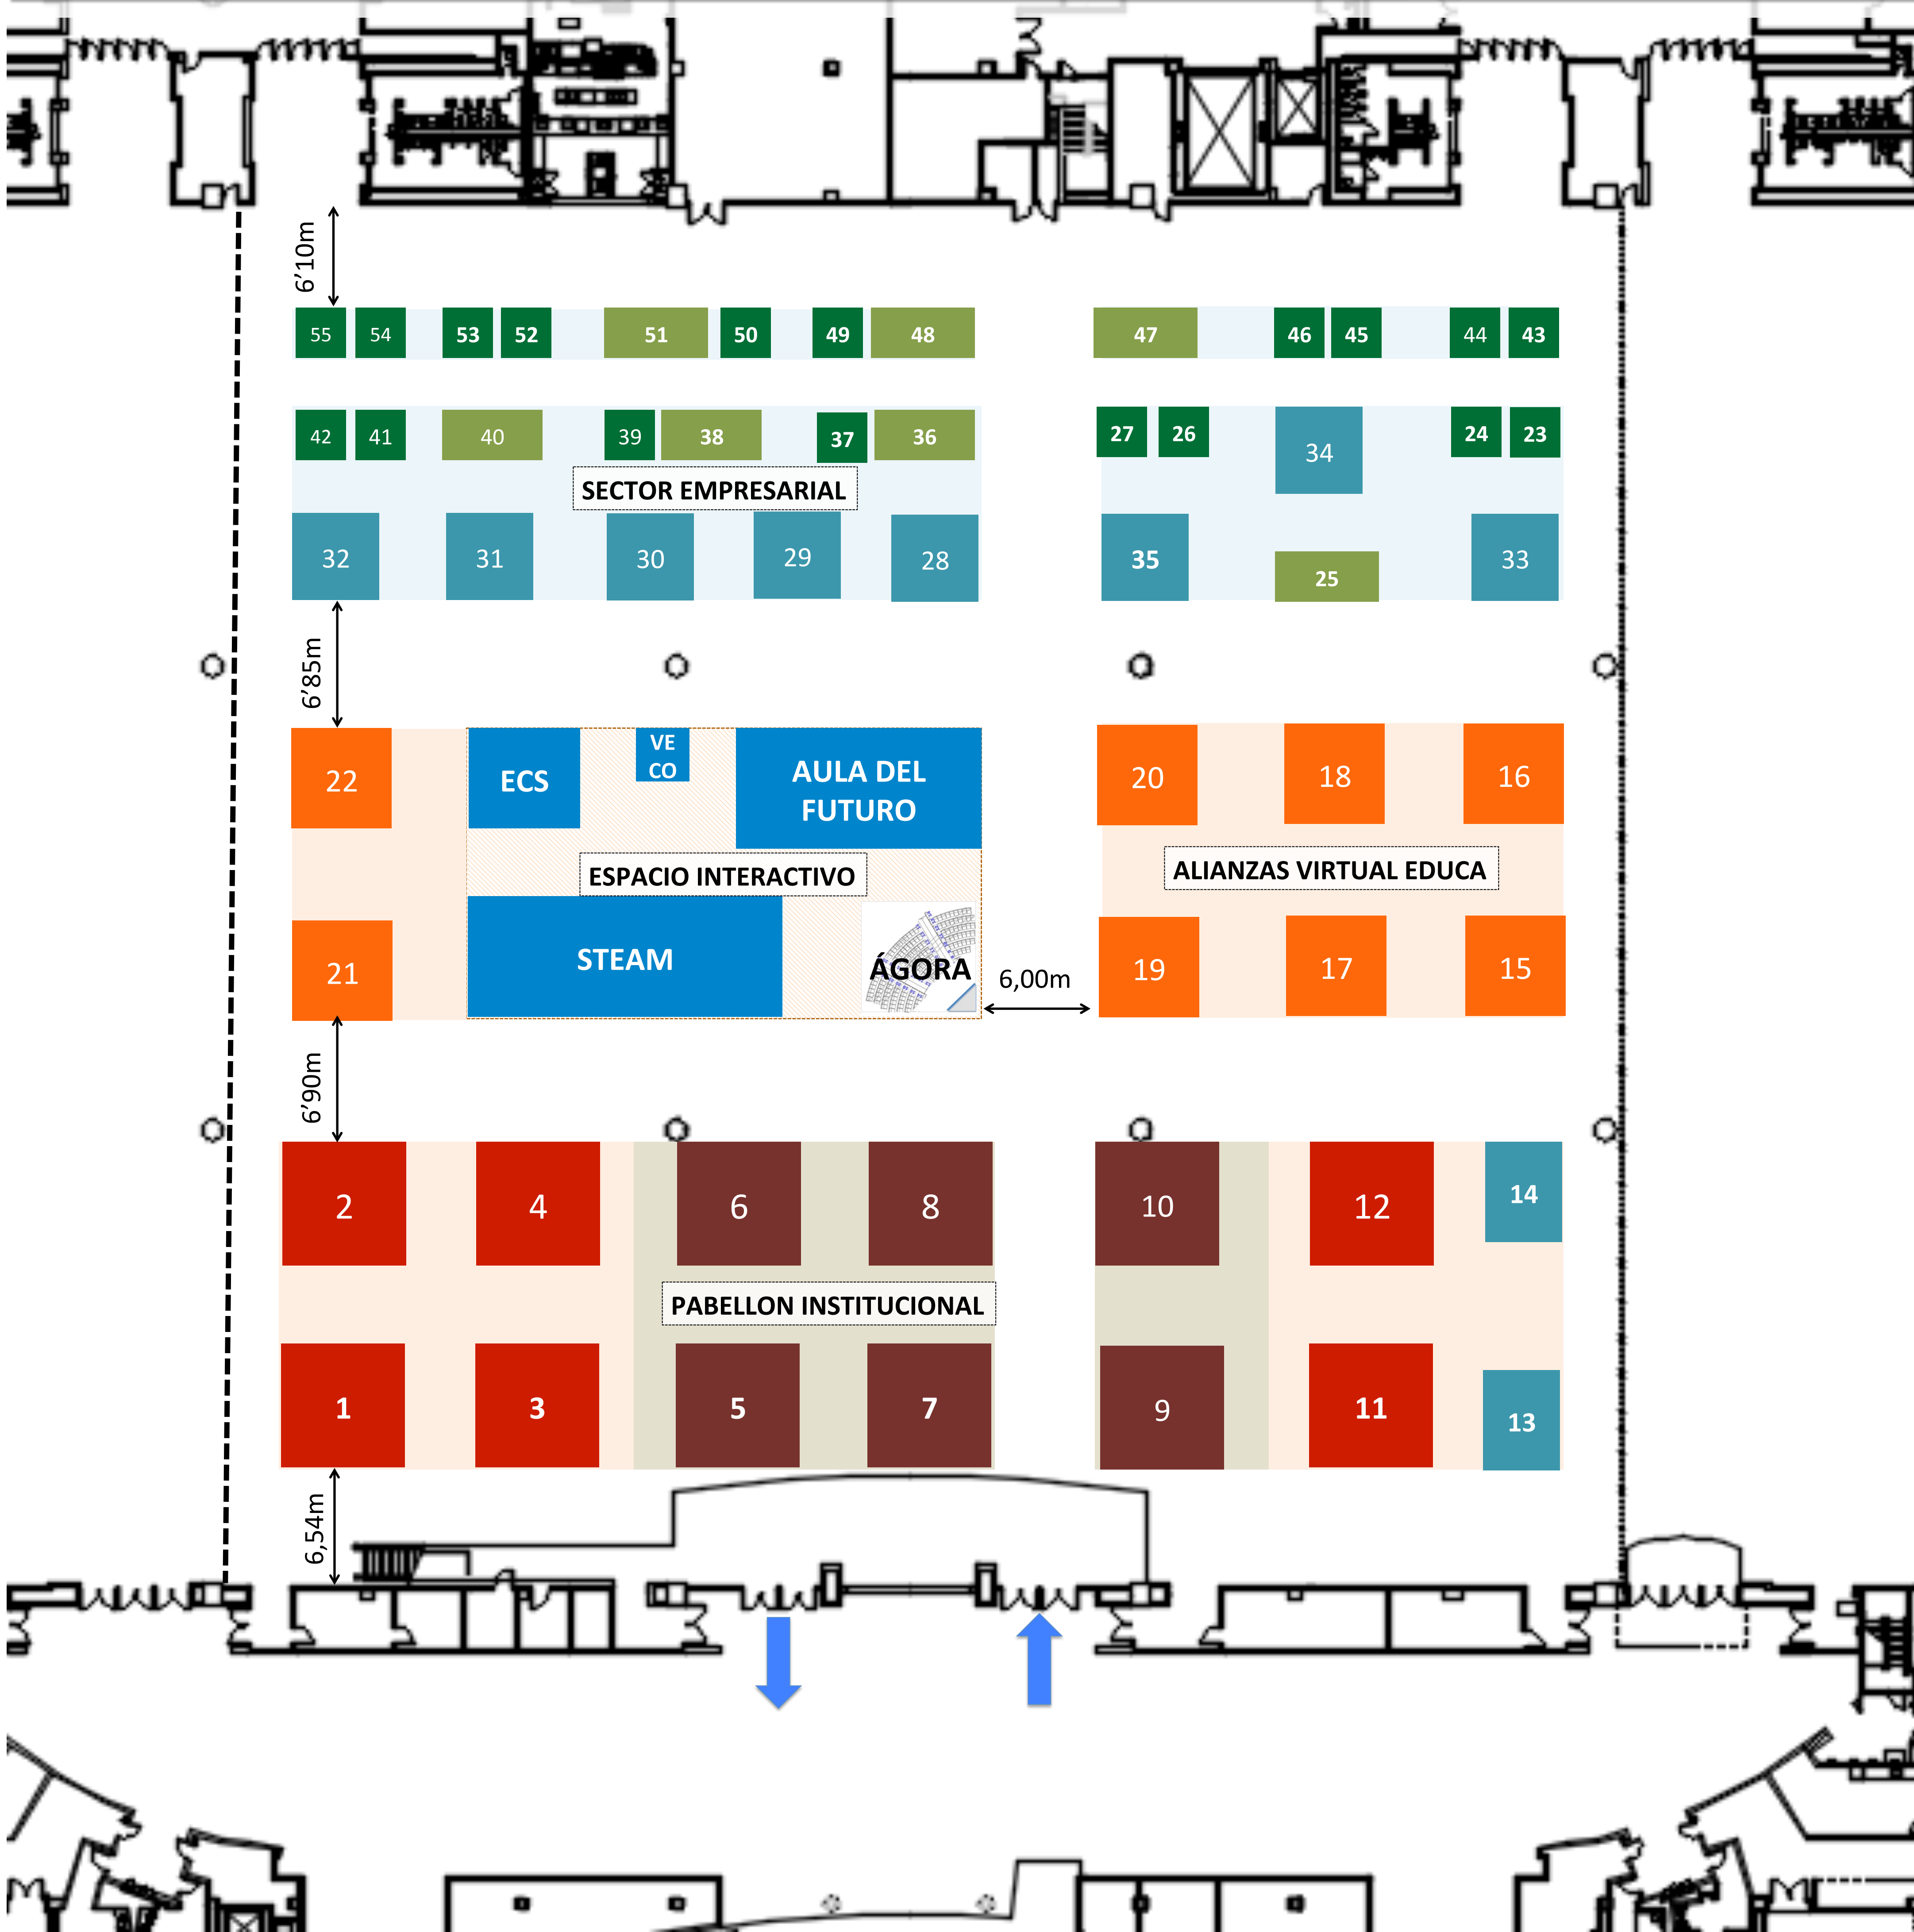 6'10m
55 54 53 52 51 50 49 48 47 46 45 44 43
42 41 40 39 38 37 36 27 26 34 24 23
SECTOR EMPRESARIAL
32 31 30 29 28 35 25 33
6'85m
22 ECS VE CO AULA DEL FUTURO 20 18 16
ESPACIO INTERACTIVO
ALIANZAS VIRTUAL EDUCA
21 STEAM ÁGORA 6,00m 19 17 15
6'90m
2 4 6 8 10 12 14
PABELLON INSTITUCIONAL
1 3 5 7 9 11 13
6,54m